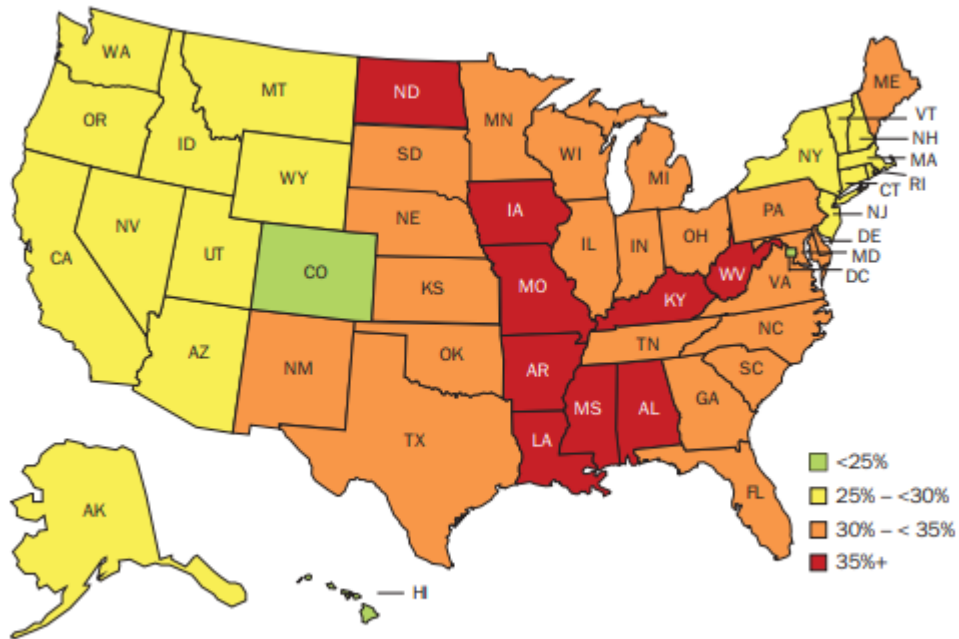 WA
MT
ND
MN
ME
VT
NH
OR
ID
SD
WI
NY
MA
RI
CT
WY
MI
NJ
IA
PA
NE
DE
NV
OH
MD
UT
IL
IN
CA
CO
WV
DC
VA
KS
MO
KY
NC
AZ
OK
TN
NM
AR
SC
MS
AL
GA
TX
LA
<25%
25% – <30%
FL
AK
30% – < 35%
35%+
HI